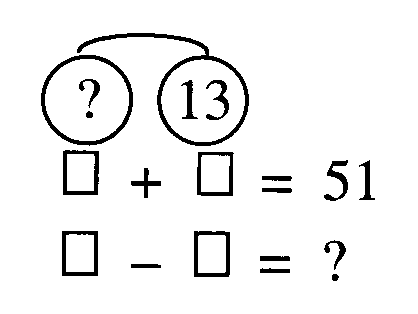 ? 13
□ + □ = 51
□ − □ = ?